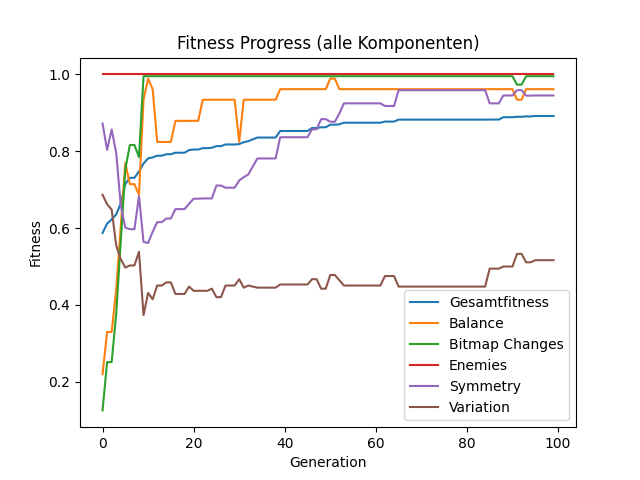 Fitness Progress (alle Komponenten)
Fitness
1.0
0.8
0.6
0.4
0.2
0 20 40 60 80 100
Generation
Gesamtfitness
Balance
Bitmap Changes
Enemies
Symmetry
Variation